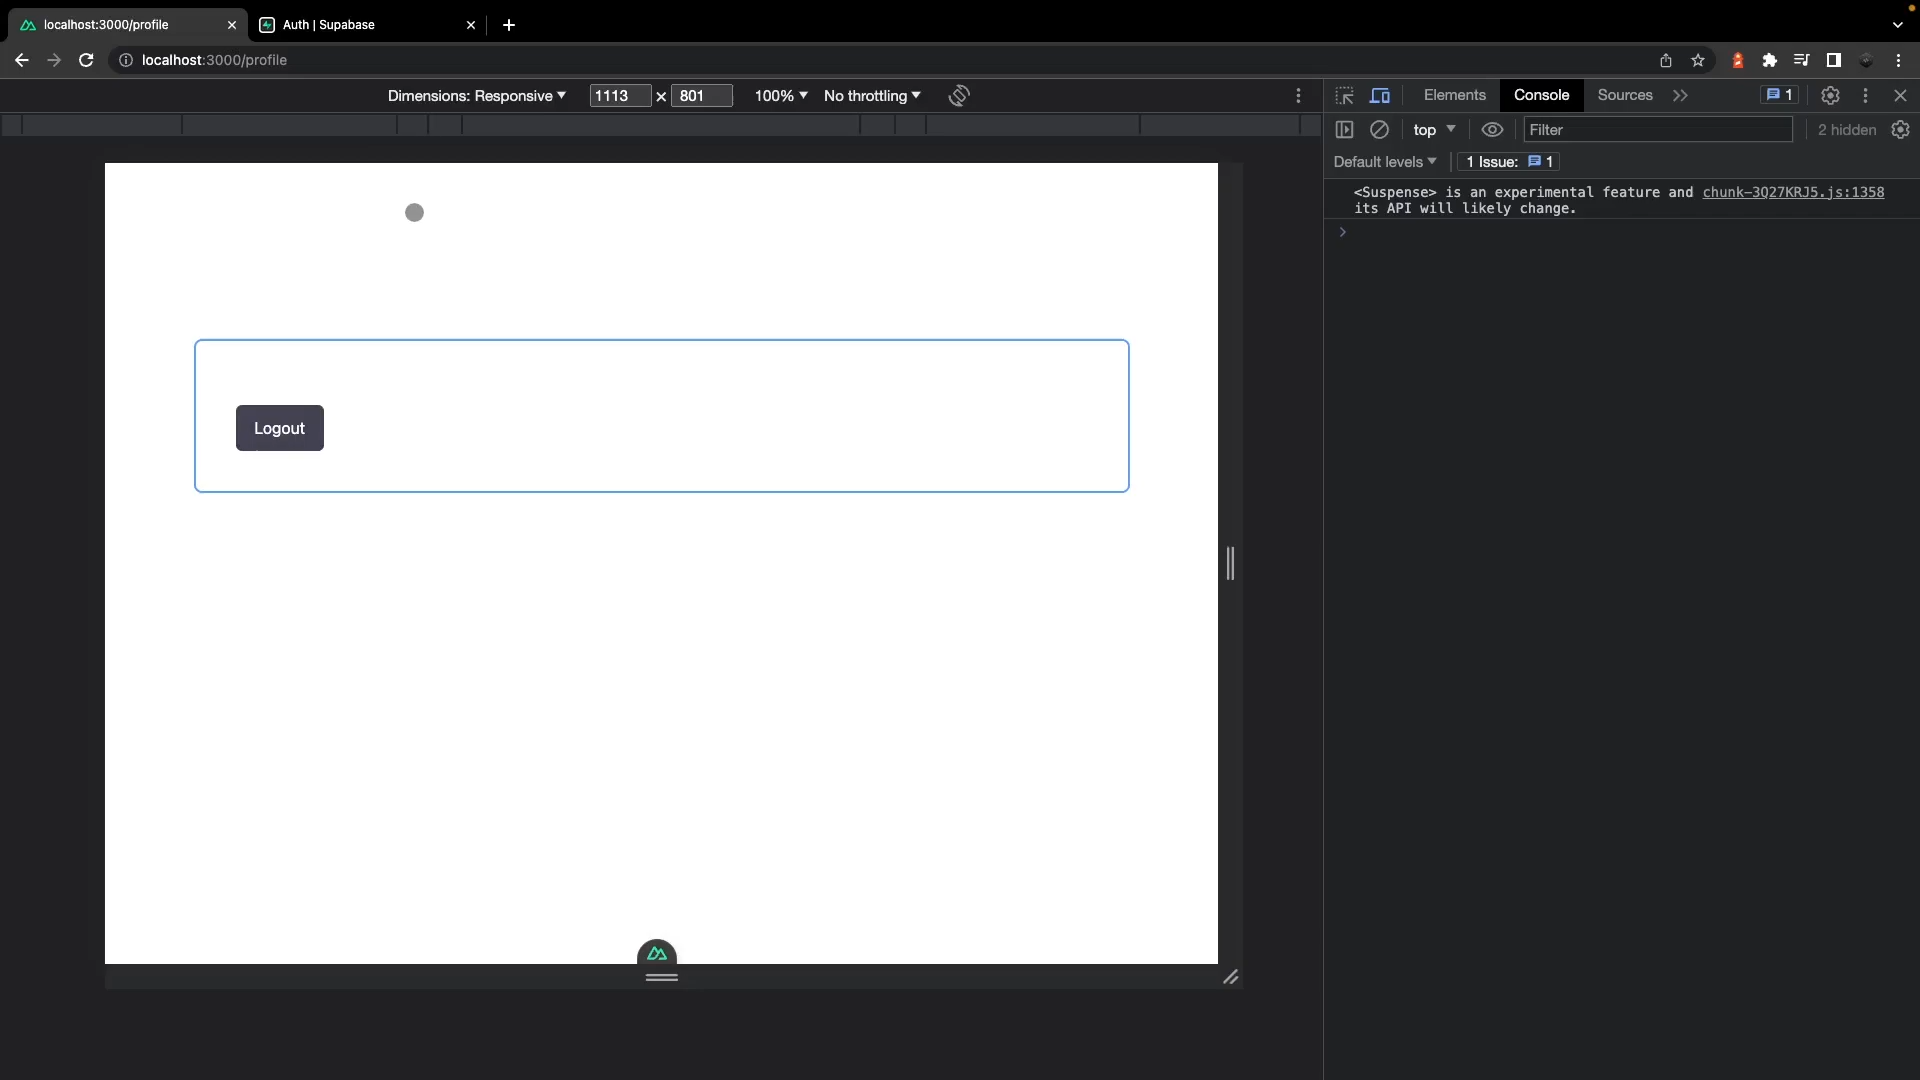 localhost:3000/profile
Auth | Supabase
localhost:3000/profile
Dimensions: Responsive 1113 × 801 100% No throttling
Elements Console Sources 1
top Filter 2 hidden
Default levels 1 Issue: 1
<Suspense> is an experimental feature and chunk-3Q27KRJ5.js:1358
its API will likely change.
Logout